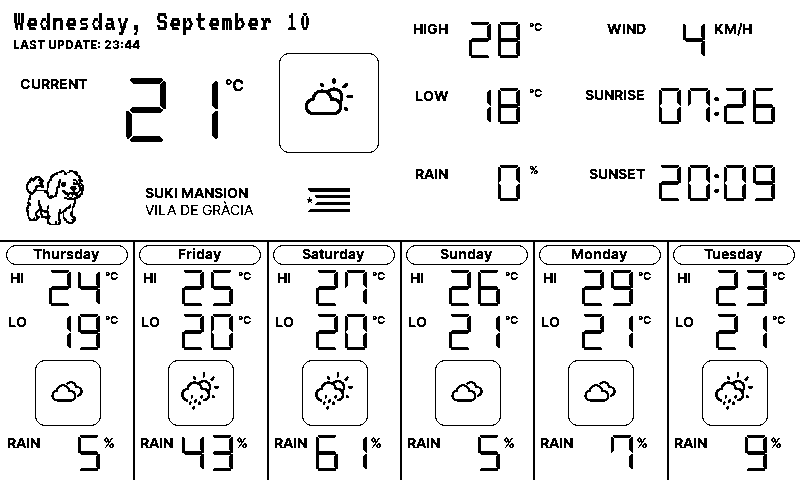 Wednesday, September 10
LAST UPDATE: 23:44
CURRENT 21 °C
HIGH 28 °C
WIND 4 KM/H
LOW 18 °C
SUNRISE 07:26
RAIN 0 %
SUNSET 20:09
SUKI MANSION
VILA DE GRÀCIA
Thursday
HI 24 °C
LO 19 °C
RAIN 5 %
Friday
HI 25 °C
LO 20 °C
RAIN 43 %
Saturday
HI 27 °C
LO 20 °C
RAIN 61 %
Sunday
HI 26 °C
LO 21 °C
RAIN 5 %
Monday
HI 29 °C
LO 21 °C
RAIN 7 %
Tuesday
HI 23 °C
LO 21 °C
RAIN 9 %